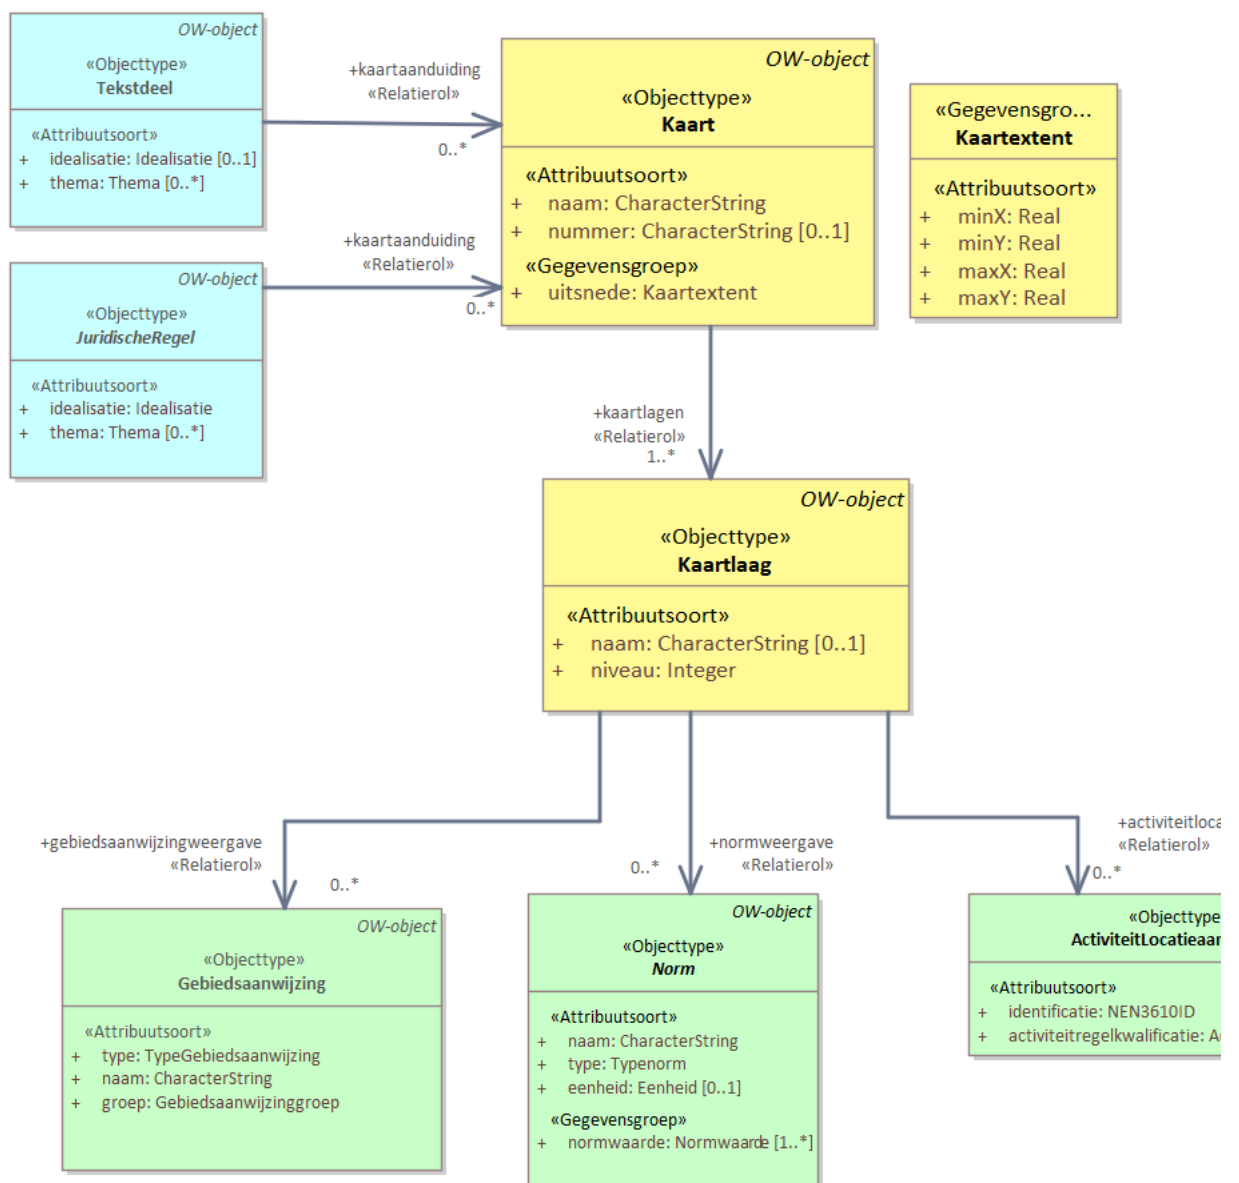 OW-object
«Objecttype»
Tekstdeel
«Attribuutsoort»
+ idealisatie: Idealisatie [0..1]
+ thema: Thema [0..*]
+kaartaanduiding
«Relatierol»
0..*
OW-object
«Objecttype»
Kaart
«Attribuutsoort»
+ naam: CharacterString
+ nummer: CharacterString [0..1]
«Gegevensgroep»
+ uitsnede: Kaartextent
«Gegevensgro...
Kaartextent
«Attribuutsoort»
+ minX: Real
+ minY: Real
+ maxX: Real
+ maxY: Real
+kaartaanduiding
«Relatierol»
0..*
OW-object
«Objecttype»
JuridischeRegel
«Attribuutsoort»
+ idealisatie: Idealisatie
+ thema: Thema [0..*]
+kaartlagen
«Relatierol»
1..*
OW-object
«Objecttype»
Kaartlaag
«Attribuutsoort»
+ naam: CharacterString [0..1]
+ niveau: Integer
+gebiedsaanwijzingweergave
«Relatierol»
0..*
+normweergave
«Relatierol»
0..*
+activiteitloca
«Relatierol»
0..*
OW-object
«Objecttype»
Gebiedsaanwijzing
«Attribuutsoort»
+ type: TypeGebiedsaanwijzing
+ naam: CharacterString
+ groep: Gebiedsaanwijzinggroep
OW-object
«Objecttype»
Norm
«Attribuutsoort»
+ naam: CharacterString
+ type: Typenorm
+ eenheid: Eenheid [0..1]
«Gegevensgroep»
+ normwaarde: Normwaarde [1..*]
«Objecttype
ActiviteitLocatieaan
«Attribuutsoort»
+ identificatie: NEN3610ID
+ activiteitregelkwalificatie: